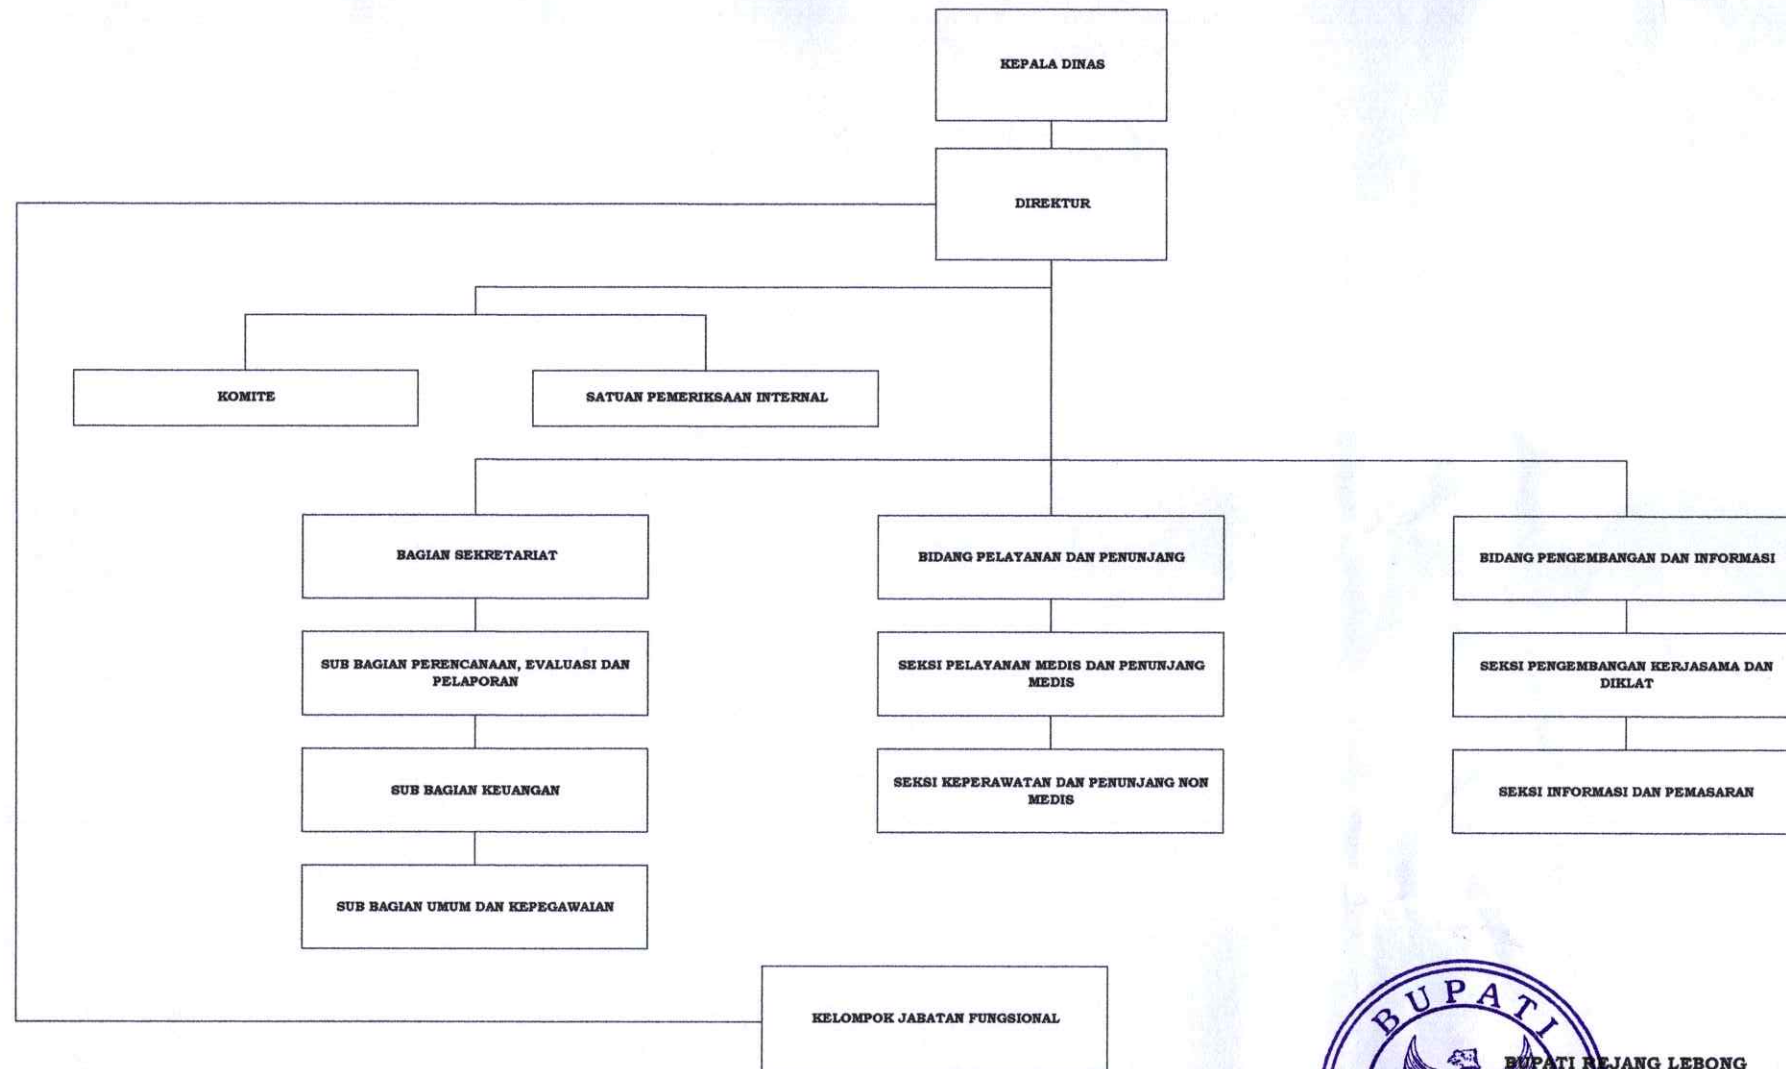 KEPALA DINAS
DIREKTUR
KOMITE
SATUAN PEMERIKSAAN INTERNAL
BAGIAN SEKRETARIAT
BIDANG PELAYANAN DAN PENUNJANG
BIDANG PENGEMBANGAN DAN INFORMASI
SUB BAGIAN PERENCANAAN, EVALUASI DAN
PELAPORAN
SEKSI PELAYANAN MEDIS DAN PENUNJANG
MEDIS
SEKSI PENGEMBANGAN KERJASAMA DAN
DIKLAT
SUB BAGIAN KEUANGAN
SEKSI KEPERAWATAN DAN PENUNJANG NON
MEDIS
SEKSI INFORMASI DAN PEMASARAN
SUB BAGIAN UMUM DAN KEPEGAWAIAN
KELOMPOK JABATAN FUNGSIONAL
BUPATI
BUPATI REJANG LEBONG